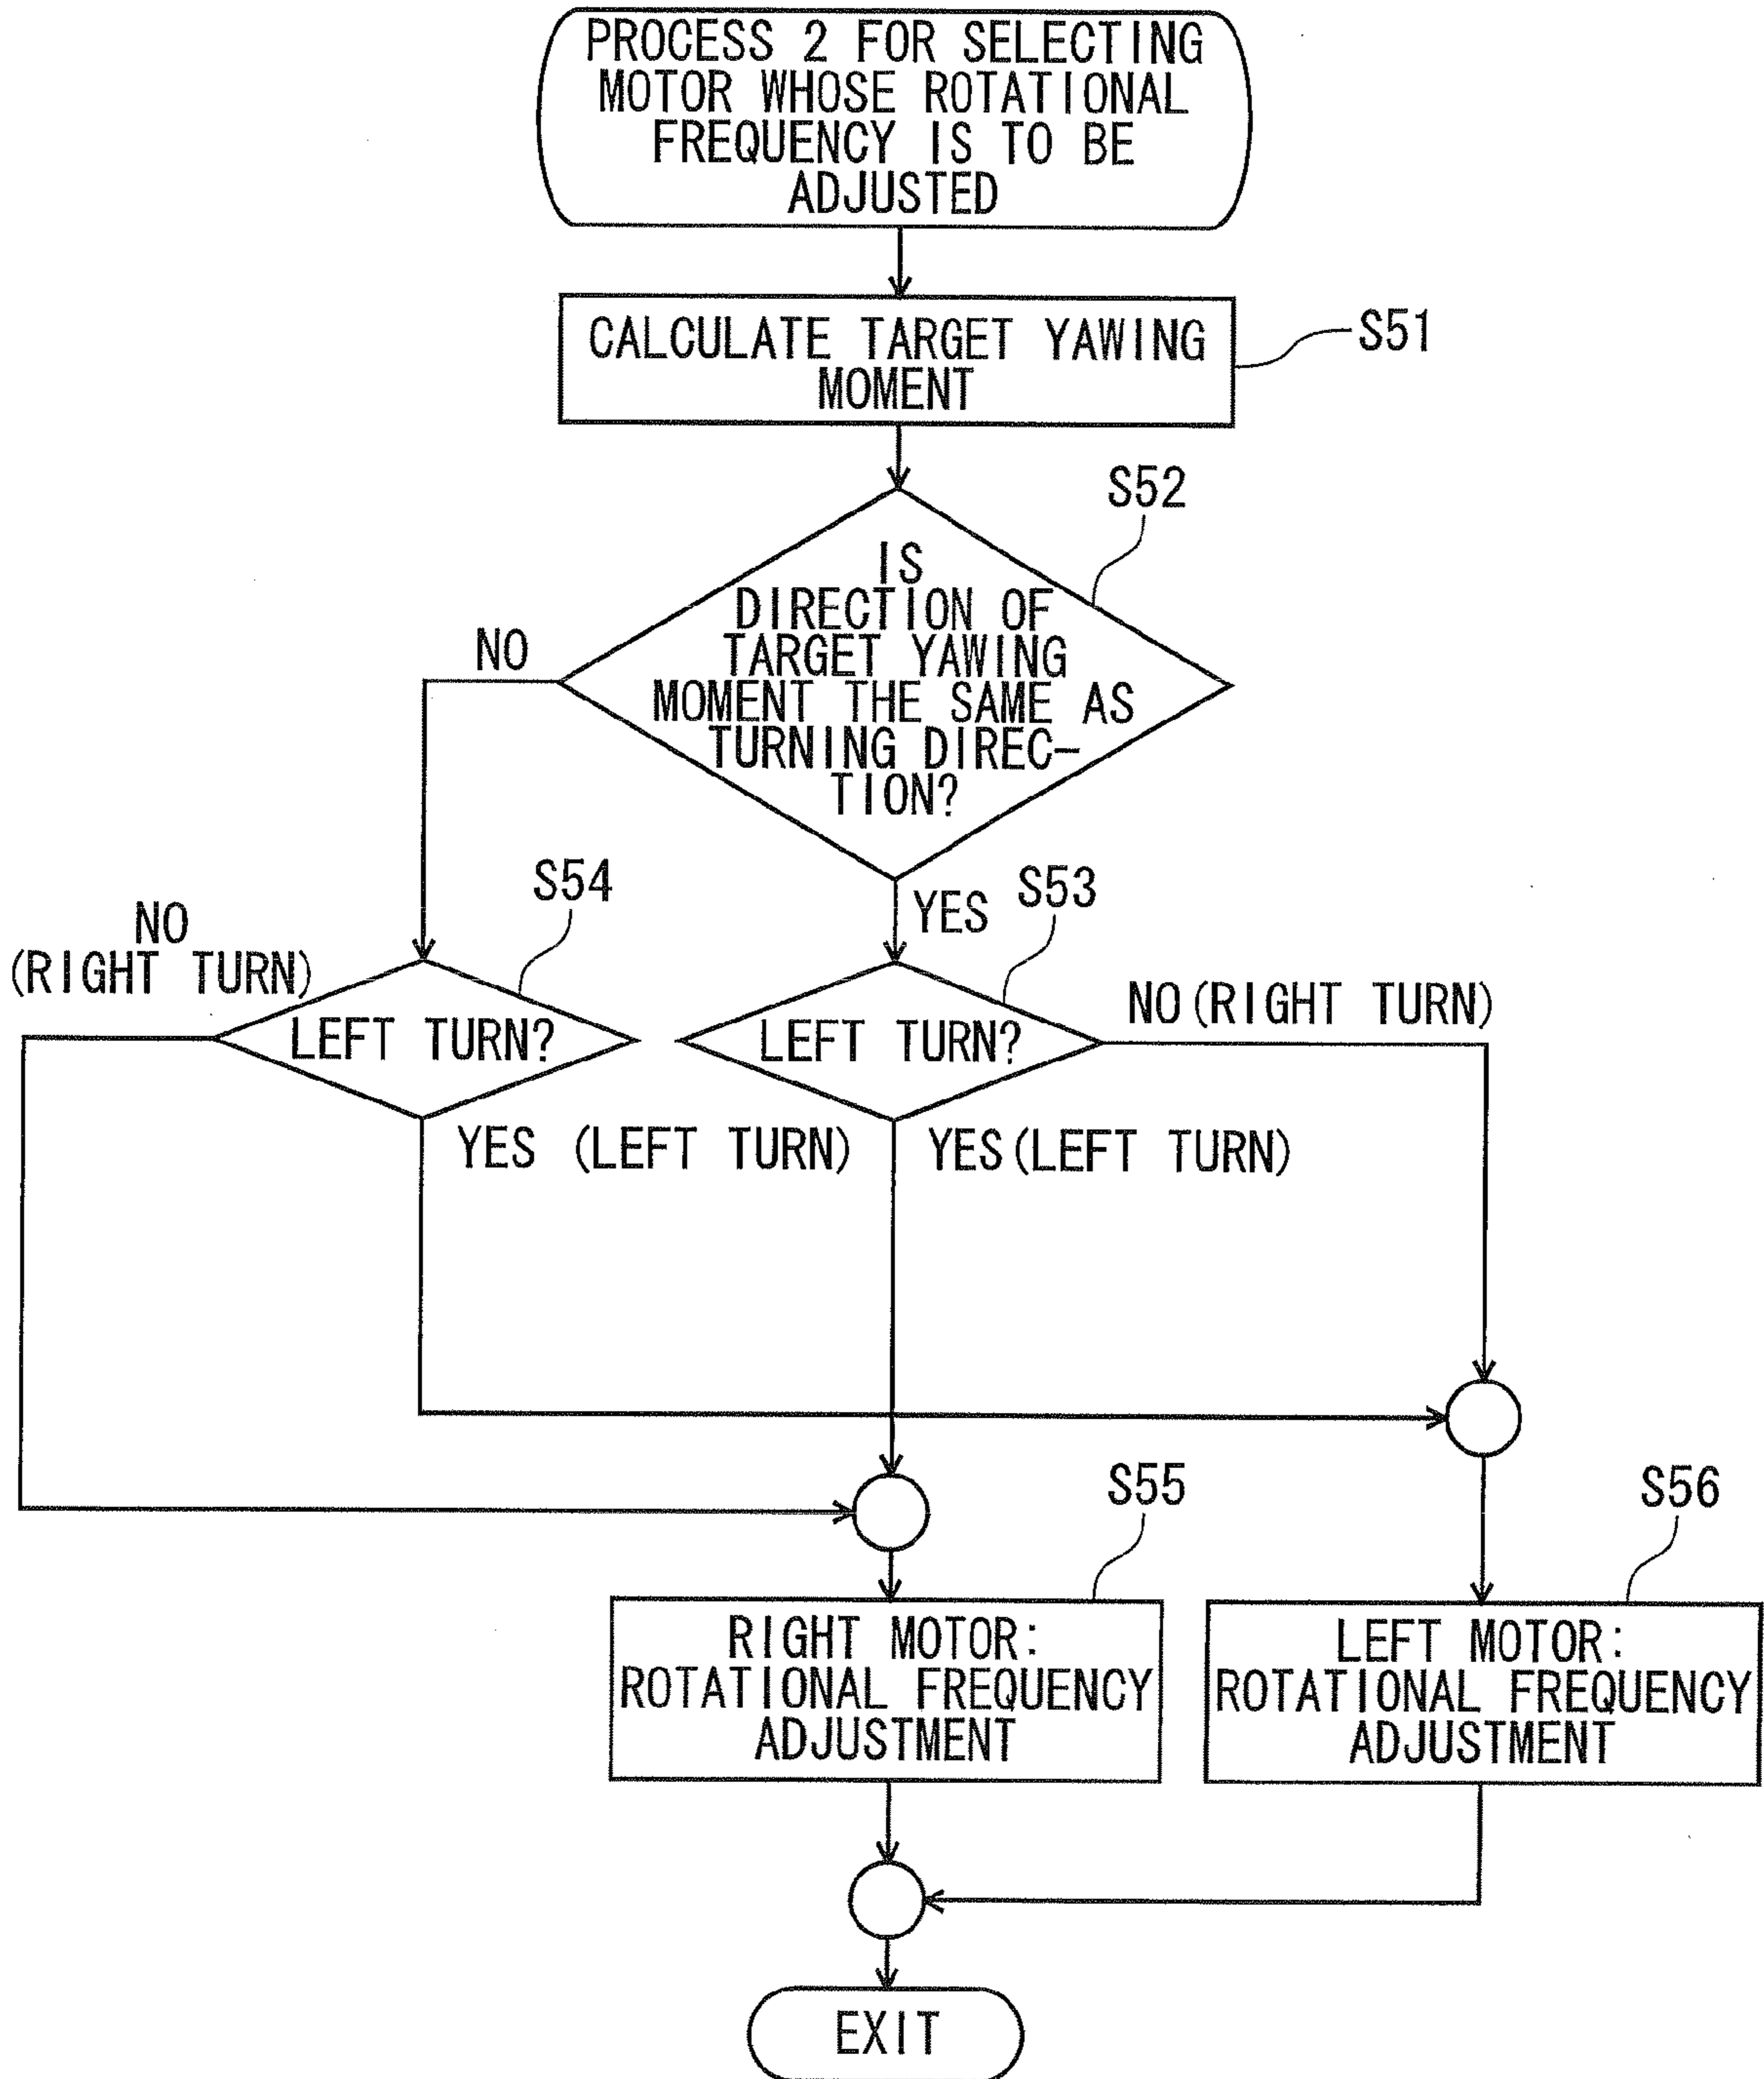 PROCESS 2 FOR SELECTING
MOTOR WHOSE ROTATIONAL
FREQUENCY IS TO BE
ADJUSTED
CALCULATE TARGET YAWING
MOMENT
S51
S52
IS
DIRECTION OF
TARGET YAWING
MOMENT THE SAME AS
TURNING DIREC-
TION?
NO
YES
S54
S53
NO
(RIGHT TURN)
LEFT TURN?
LEFT TURN?
NO (RIGHT TURN)
YES (LEFT TURN)
YES (LEFT TURN)
S55
S56
RIGHT MOTOR:
ROTATIONAL FREQUENCY
ADJUSTMENT
LEFT MOTOR:
ROTATIONAL FREQUENCY
ADJUSTMENT
EXIT